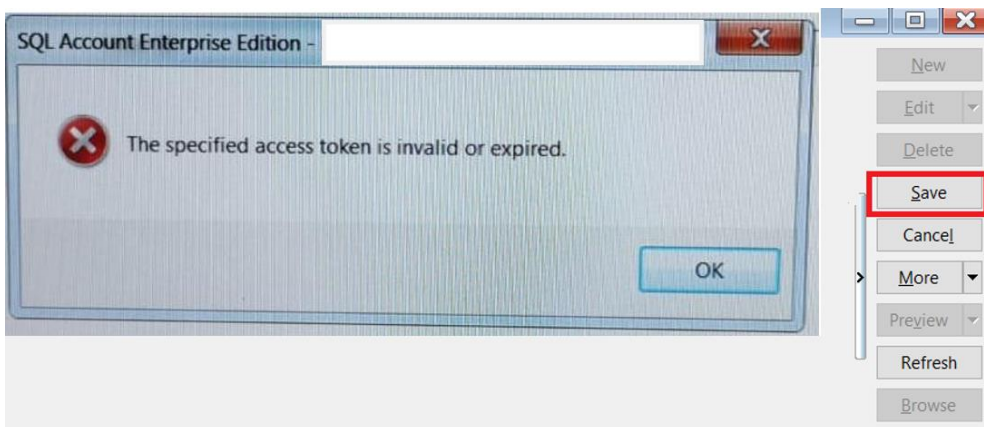 SQL Account Enterprise Edition -
The specified access token is invalid or expired.
OK
New
Edit
Delete
Save
Cancel
More
Preview
Refresh
Browse